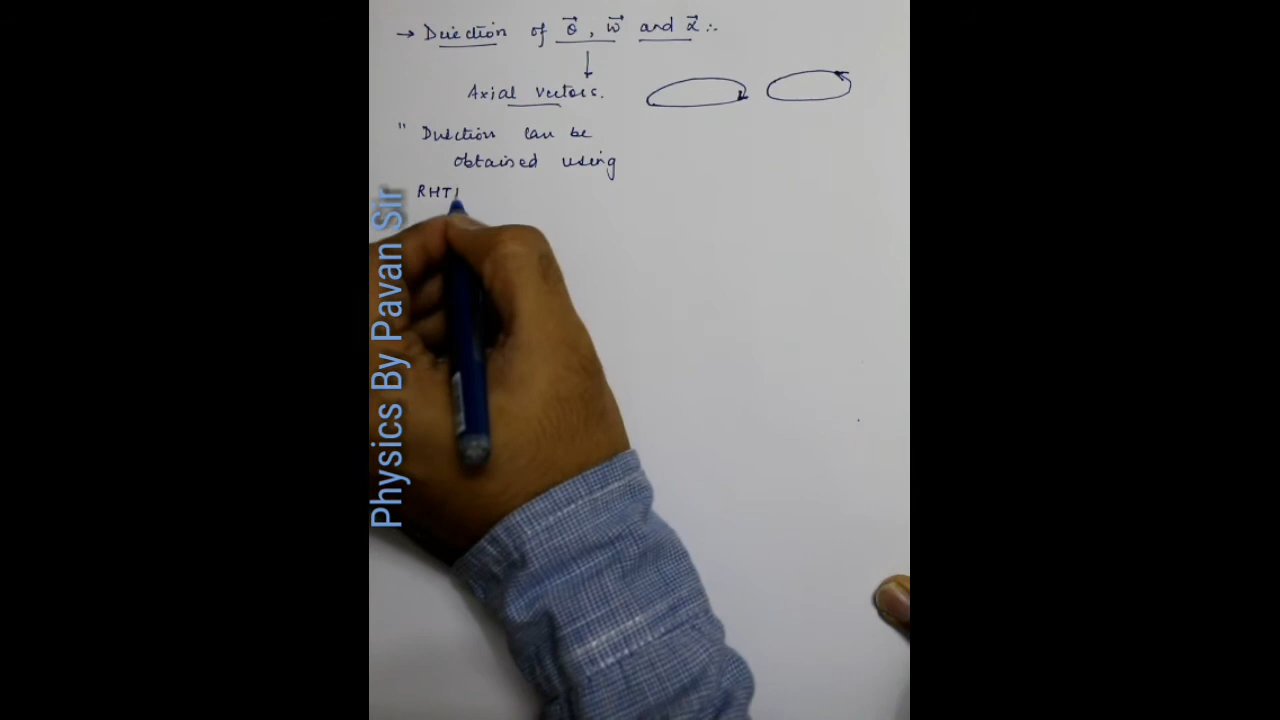 → Direction of θ⃗ , w⃗ and α⃗ :.
Axial Vectors.
" Direction can be
obtained using
RHT
Physics By Pavan Sir